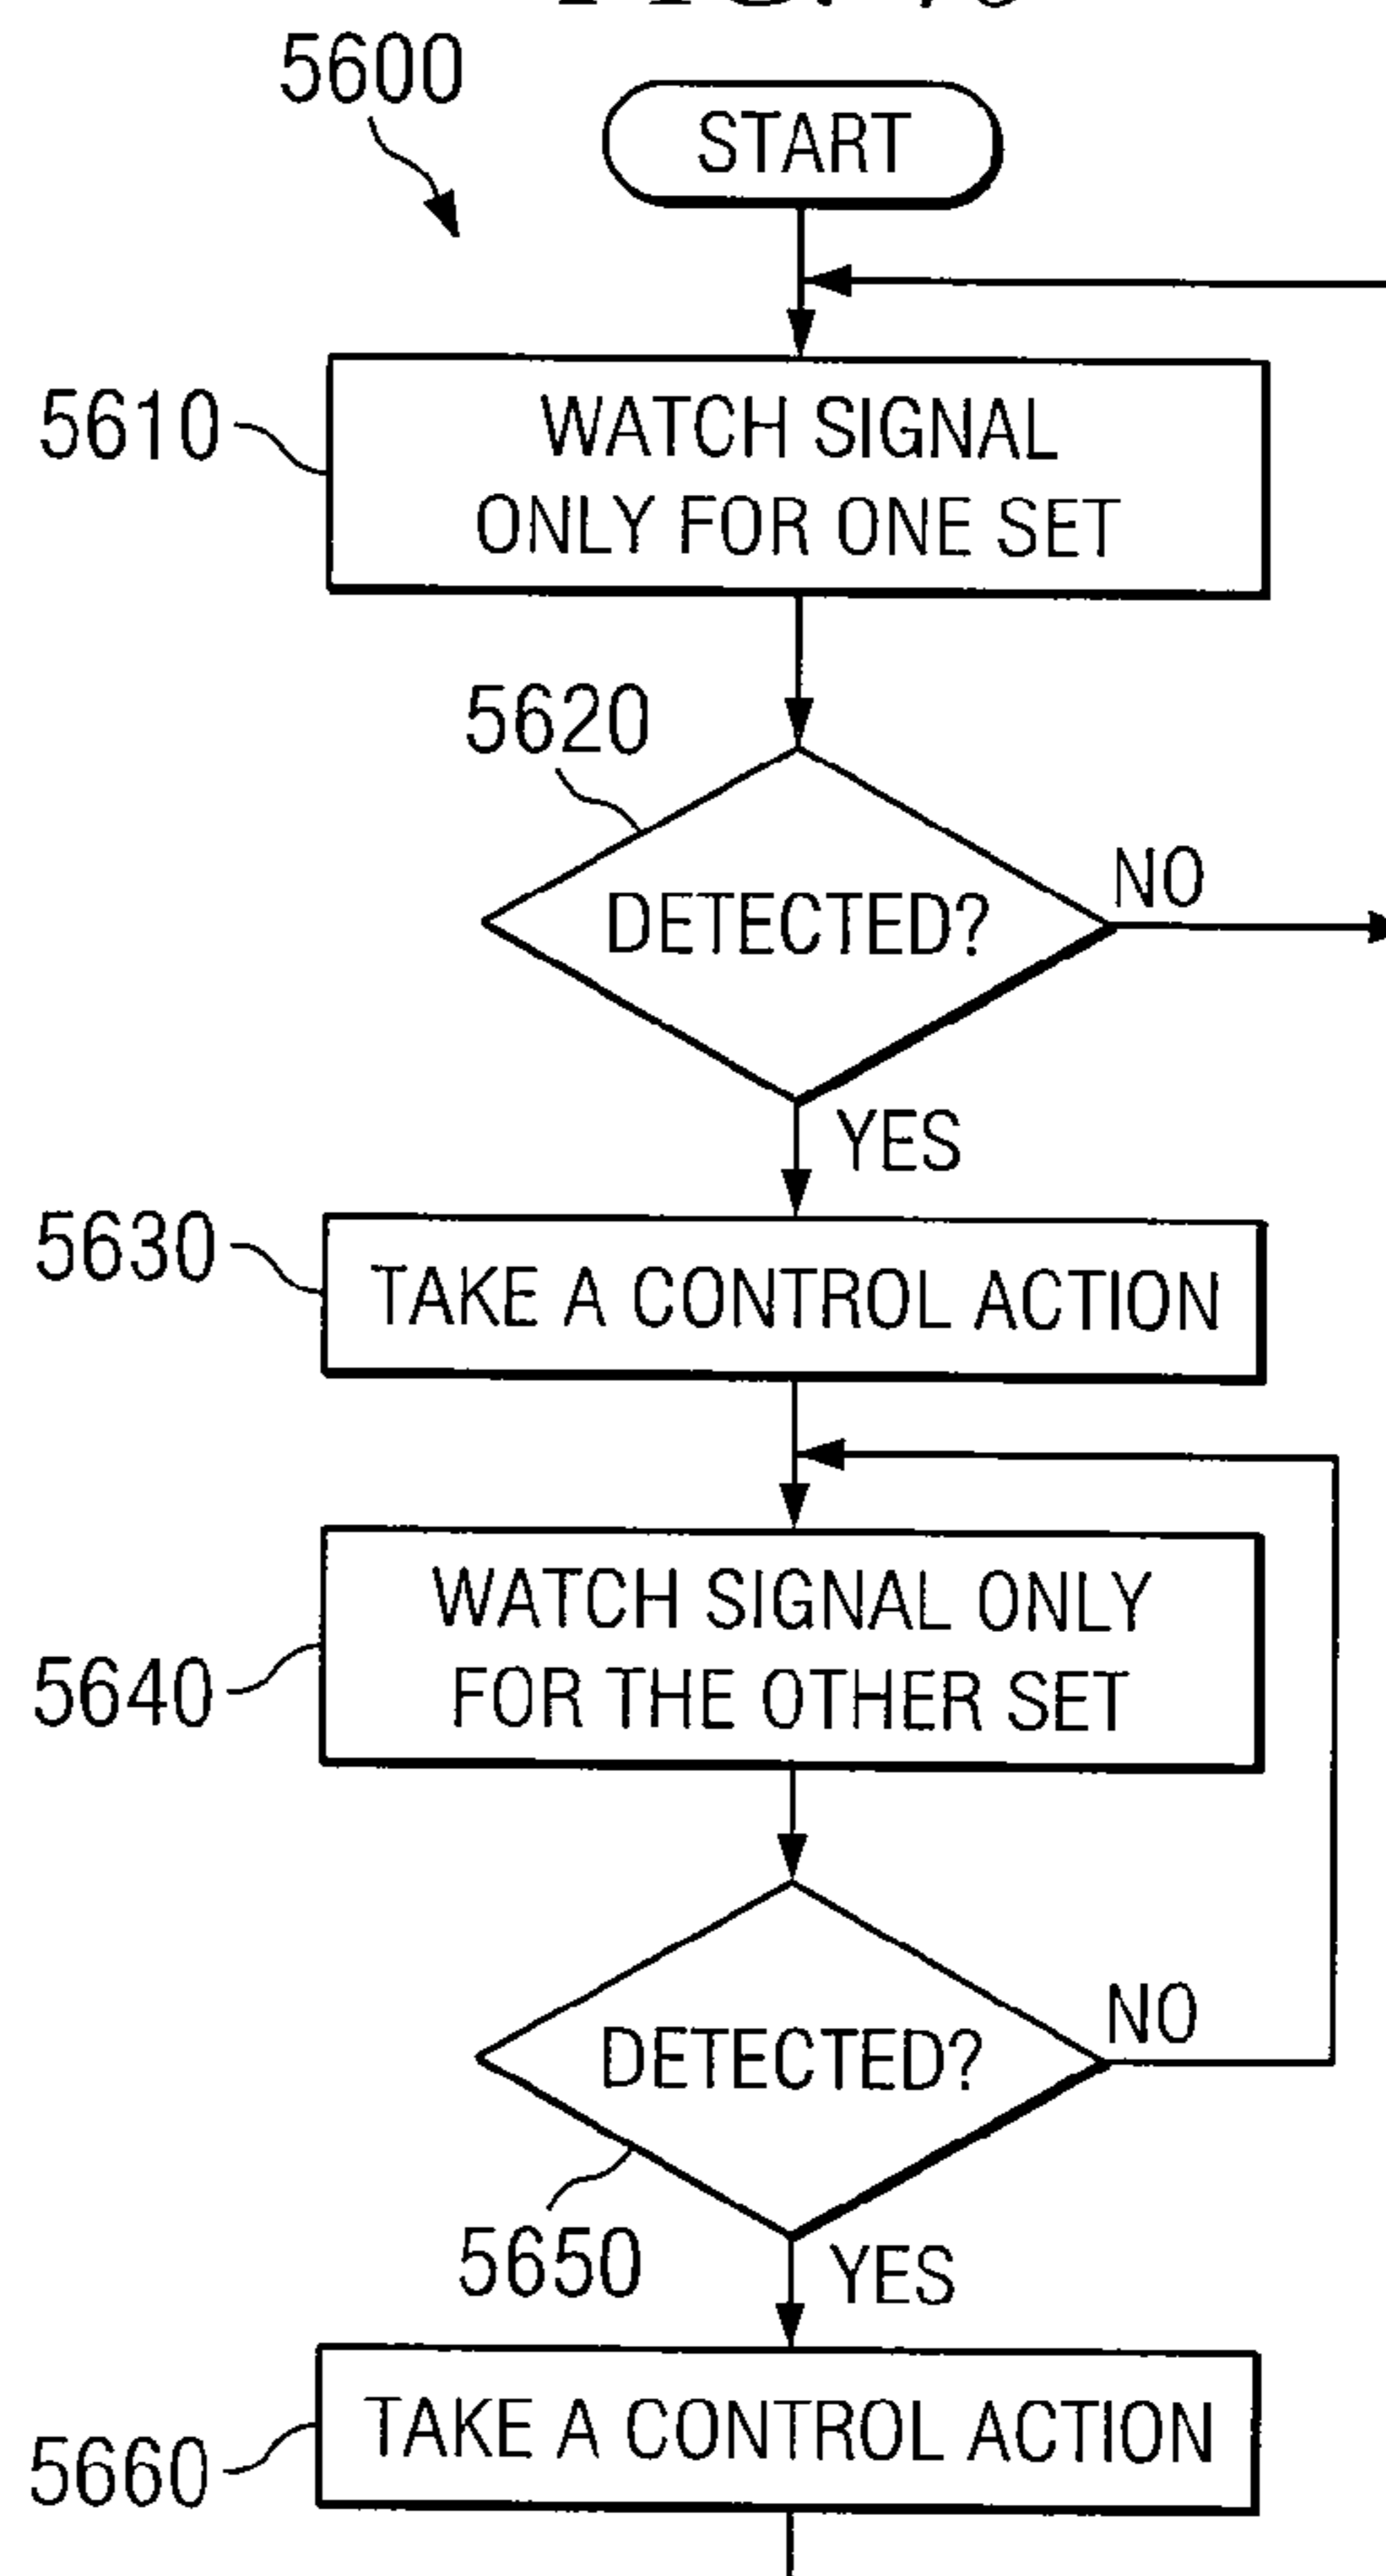 5600
START
5610
WATCH SIGNAL
ONLY FOR ONE SET
5620
DETECTED?
NO
YES
5630
TAKE A CONTROL ACTION
5640
WATCH SIGNAL ONLY
FOR THE OTHER SET
DETECTED?
NO
5650
YES
5660
TAKE A CONTROL ACTION